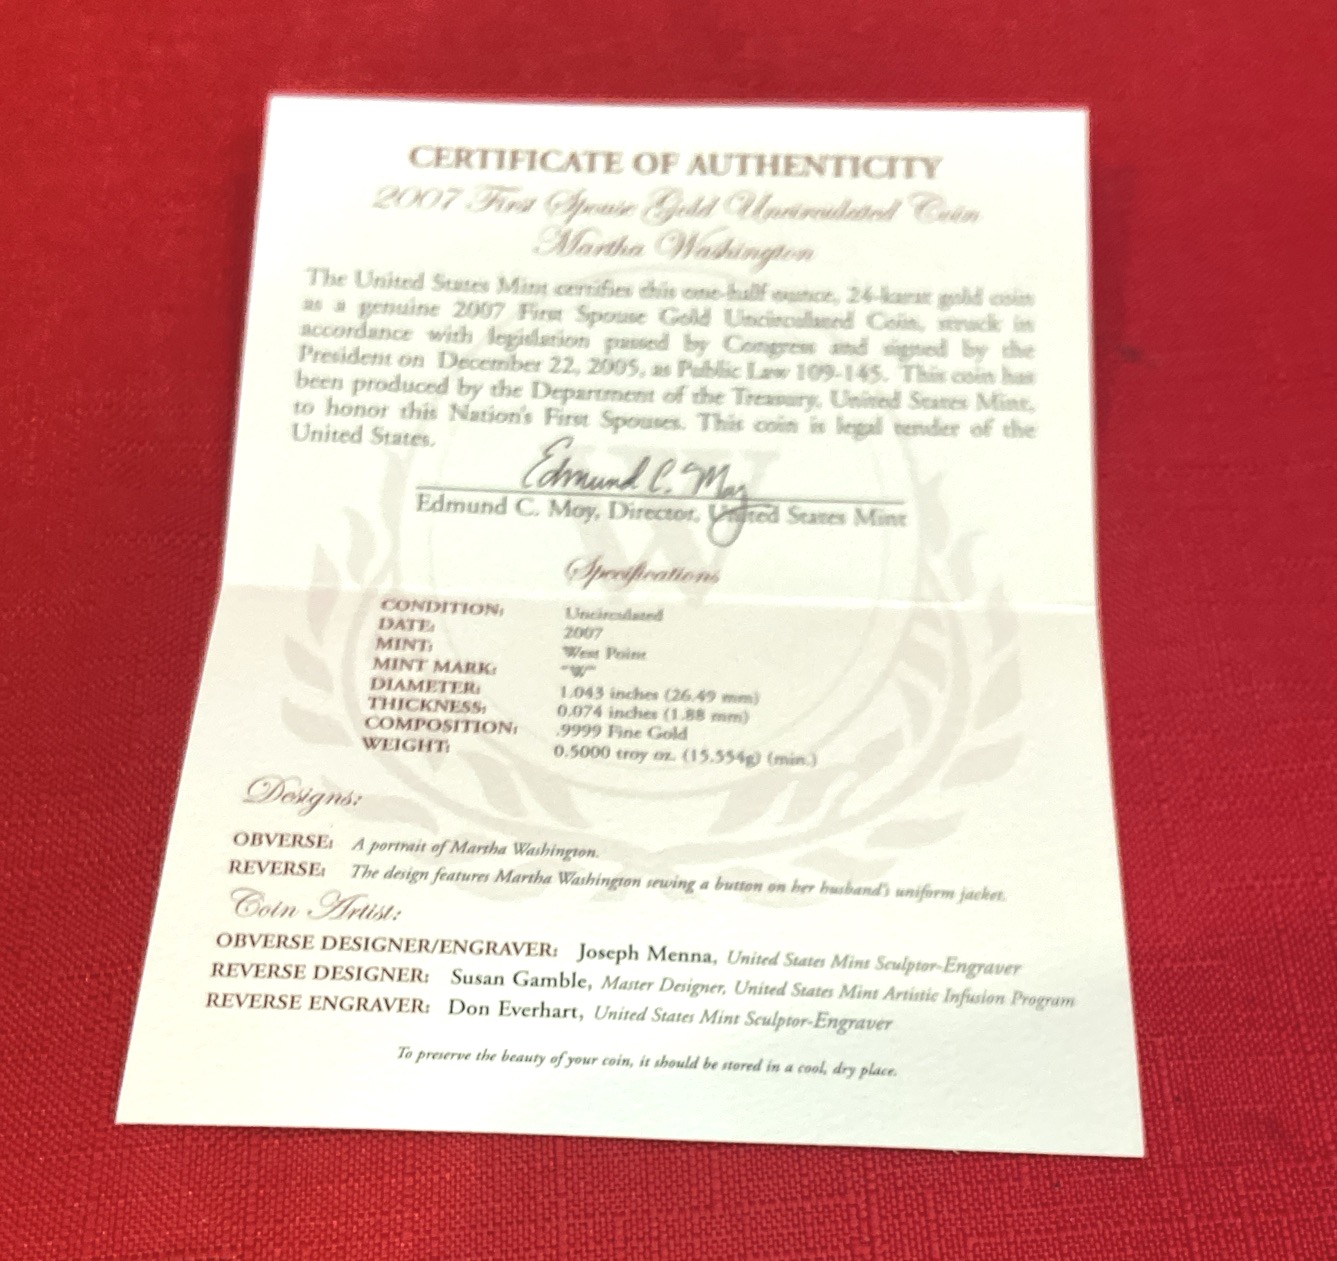 CERTIFICATE OF AUTHENTICITY
2007 First Spouse Gold Uncirculated Coin
Martha Washington
The United States Mint certifies this one-half ounce, 24-karat gold coin
as a genuine 2007 First Spouse Gold Uncirculated Coin, struck in
accordance with legislation passed by Congress and signed by the
President on December 22, 2005, as Public Law 109-145. This coin has
been produced by the Department of the Treasury, United States Mint,
to honor this Nation's First Spouses. This coin is legal tender of the
United States.
Edmund C. Moy
Edmund C. Moy, Director, United States Mint
W
Specifications
CONDITION: Uncirculated
DATE: 2007
MINT: West Point
MINT MARK: "W"
DIAMETER: 1.043 inches (26.49 mm)
THICKNESS: 0.074 inches (1.88 mm)
COMPOSITION: .9999 Fine Gold
WEIGHT: 0.5000 troy oz. (15.554g) (min.)
Designs:
OBVERSE: A portrait of Martha Washington.
REVERSE: The design features Martha Washington sewing a button on her husband's uniform jacket.
Coin Artist:
OBVERSE DESIGNER/ENGRAVER: Joseph Menna, United States Mint Sculptor-Engraver
REVERSE DESIGNER: Susan Gamble, Master Designer, United States Mint Artistic Infusion Program
REVERSE ENGRAVER: Don Everhart, United States Mint Sculptor-Engraver
To preserve the beauty of your coin, it should be stored in a cool, dry place.